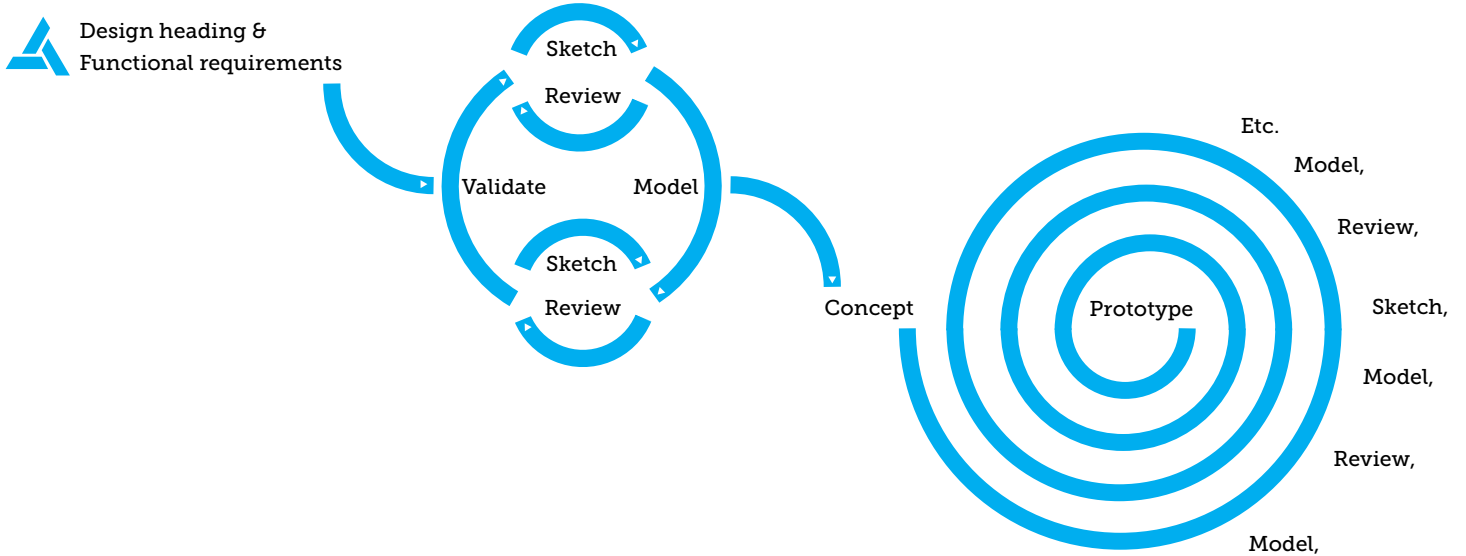 Design heading &
Functional requirements
Sketch
Review
Validate
Model
Sketch
Review
Concept
Prototype
Etc.
Model,
Review,
Sketch,
Model,
Review,
Model,